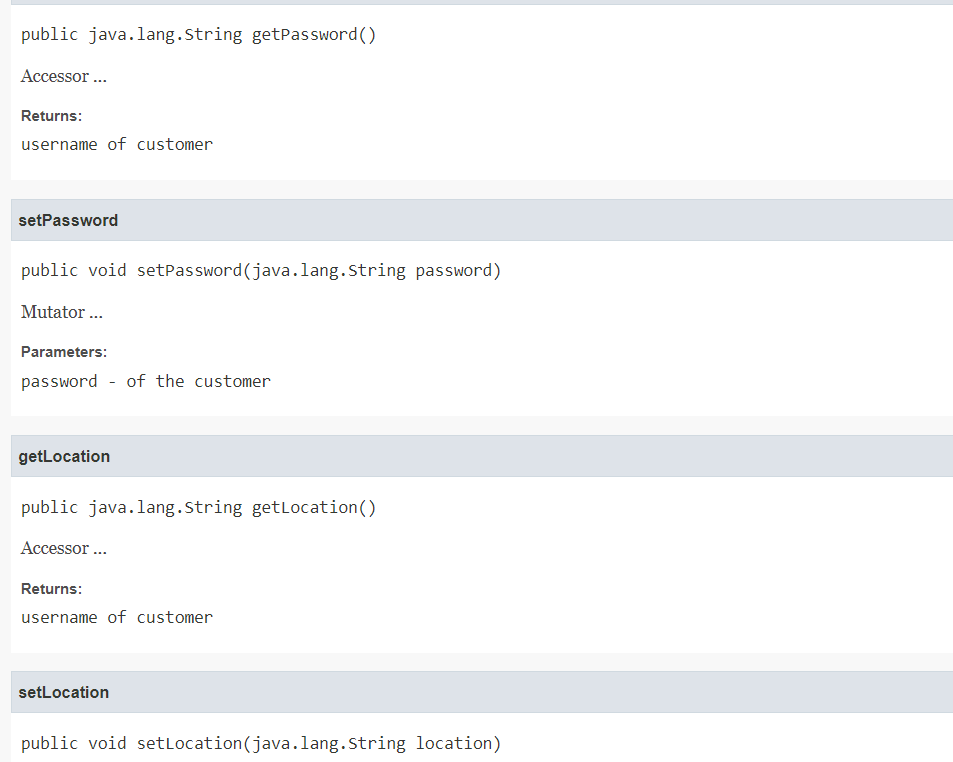 public java.lang.String getPassword()
Accessor ...
Returns:
username of customer
setPassword
public void setPassword(java.lang.String password)
Mutator ...
Parameters:
password - of the customer
getLocation
public java.lang.String getLocation()
Accessor ...
Returns:
username of customer
setLocation
public void setLocation(java.lang.String location)